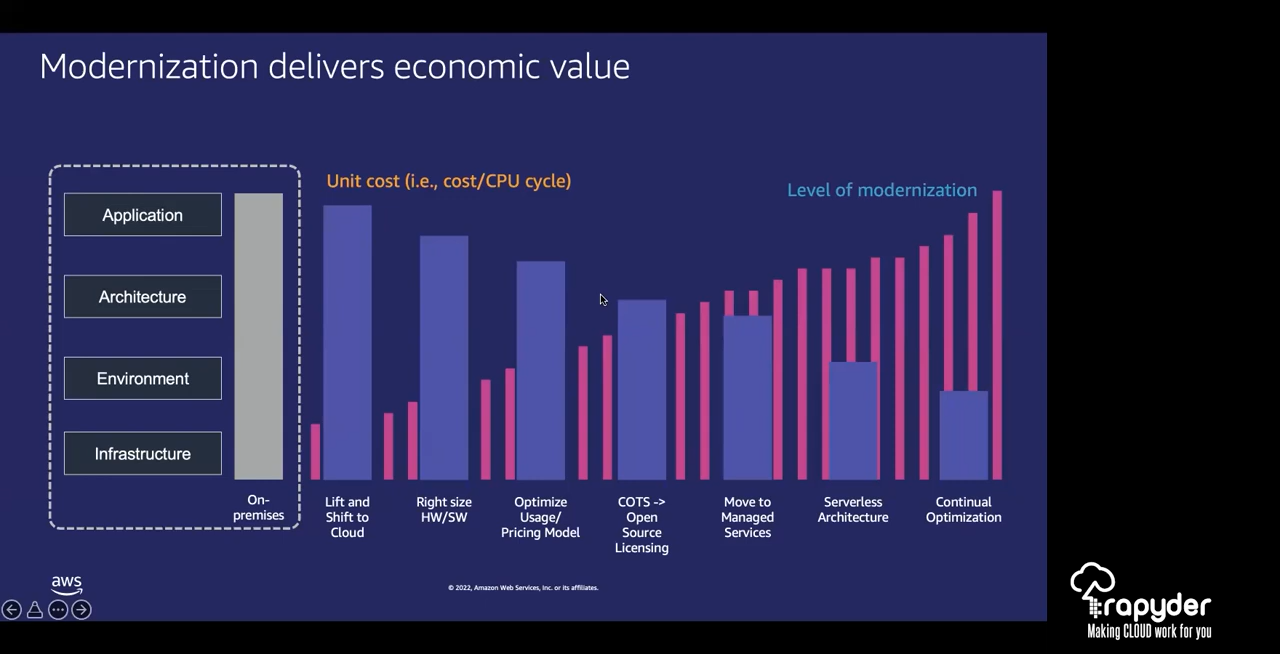 Modernization delivers economic value
Application
Architecture
Environment
Infrastructure
On-
premises
Unit cost (i.e., cost/CPU cycle)
Level of modernization
Lift and
Shift to
Cloud
Right size
HW/SW
Optimize
Usage/
Pricing Model
COTS ->
Open
Source
Licensing
Move to
Managed
Services
Serverless
Architecture
Continual
Optimization
aws
© 2022, Amazon Web Services, Inc. or its affiliates.
rapyder
Making CLOUD work for you